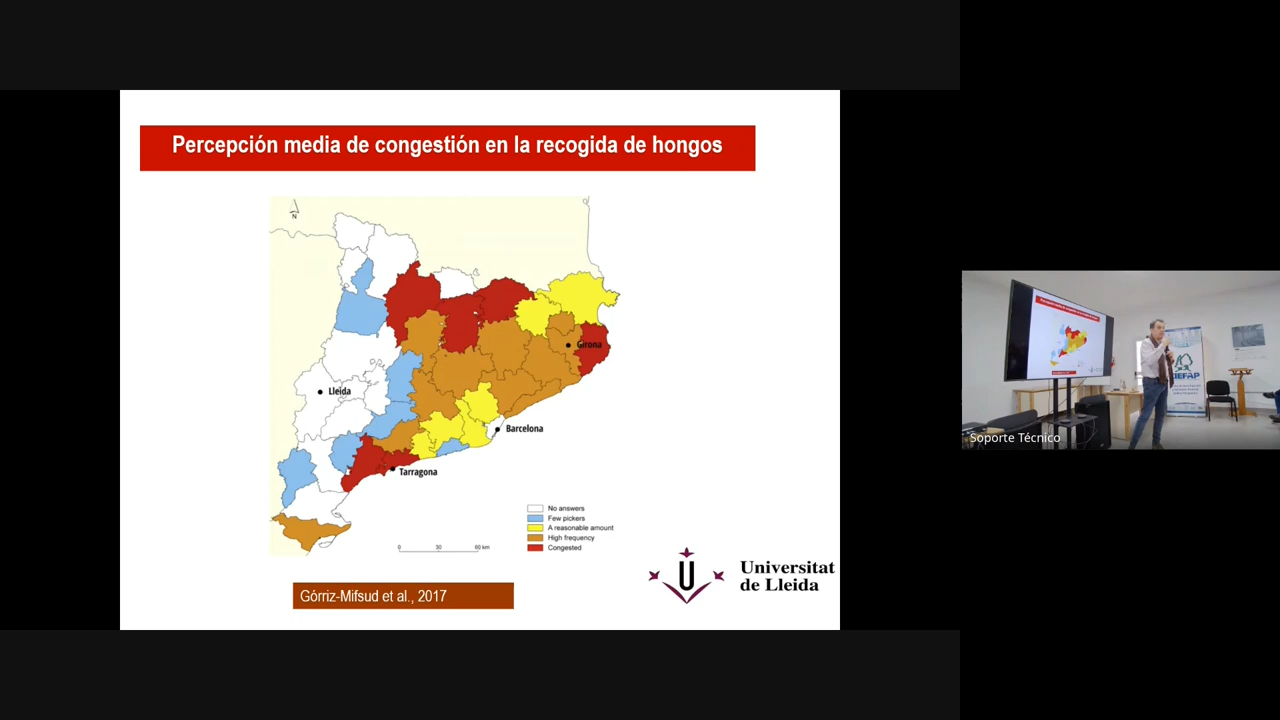 Percepción media de congestión en la recogida de hongos
N
Girona
Lleida
Barcelona
Tarragona
No answers
Few pickers
A reasonable amount
High frequency
Congested
0 30 60 km
Górriz-Mifsud et al., 2017
Universitat
de Lleida
CIEFAP
Soporte Técnico